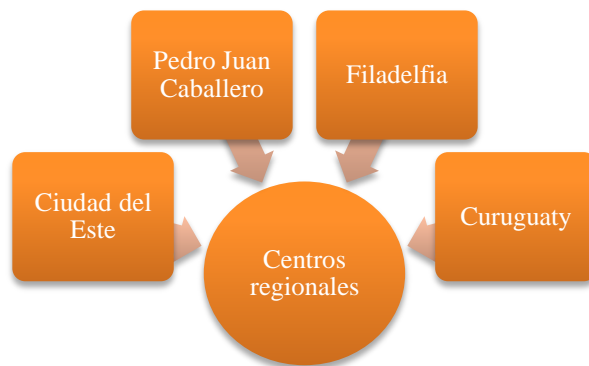 Pedro Juan
Caballero
Filadelfia
Ciudad del
Este
Curuguaty
Centros
regionales